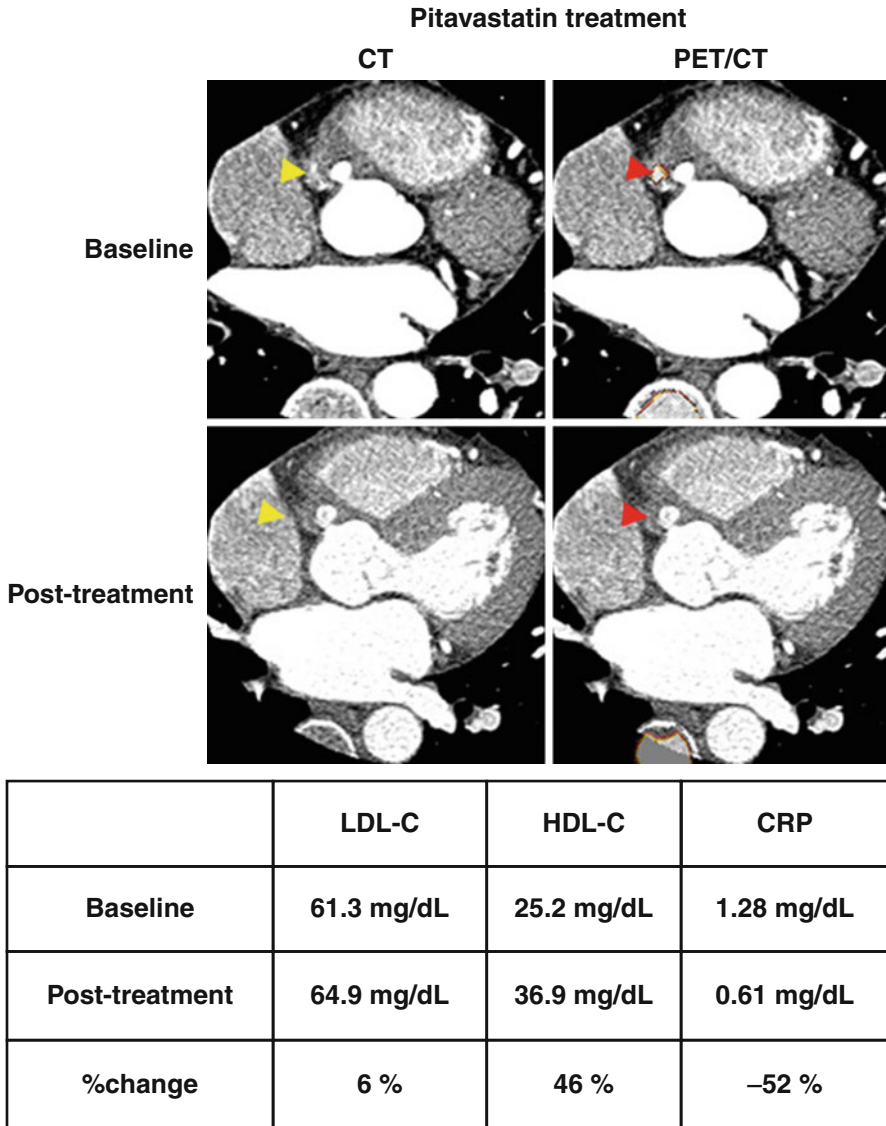 Pitavastatin treatment
CT PET/CT
Baseline
Post-treatment
LDL-C HDL-C CRP
Baseline 61.3 mg/dL 25.2 mg/dL 1.28 mg/dL
Post-treatment 64.9 mg/dL 36.9 mg/dL 0.61 mg/dL
%change 6 % 46 % –52 %